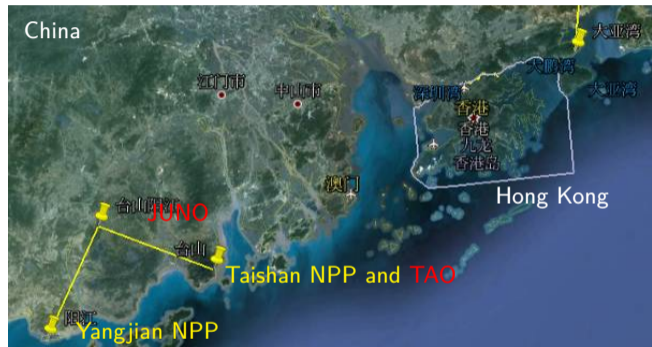 China
大亚湾
大鹏湾
深圳湾
大亚湾
江门市
中山市
香港
香港
九龙
香港岛
澳门
Hong Kong
台山阳江
JUNO
台山
Taishan NPP and TAO
阳江
Yangjian NPP